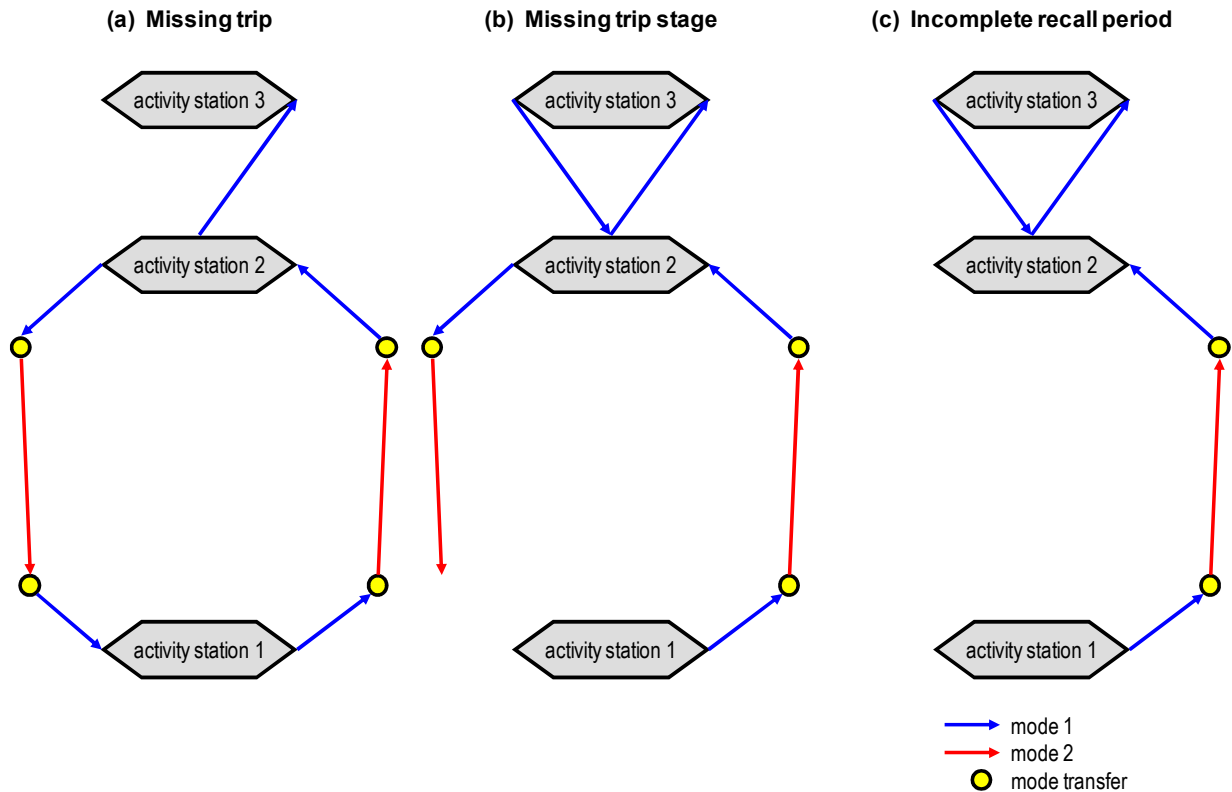 (a) Missing trip
(b) Missing trip stage
(c) Incomplete recall period
activity station 3
activity station 3
activity station 3
activity station 2
activity station 2
activity station 2
activity station 1
activity station 1
activity station 1
mode 1
mode 2
mode transfer